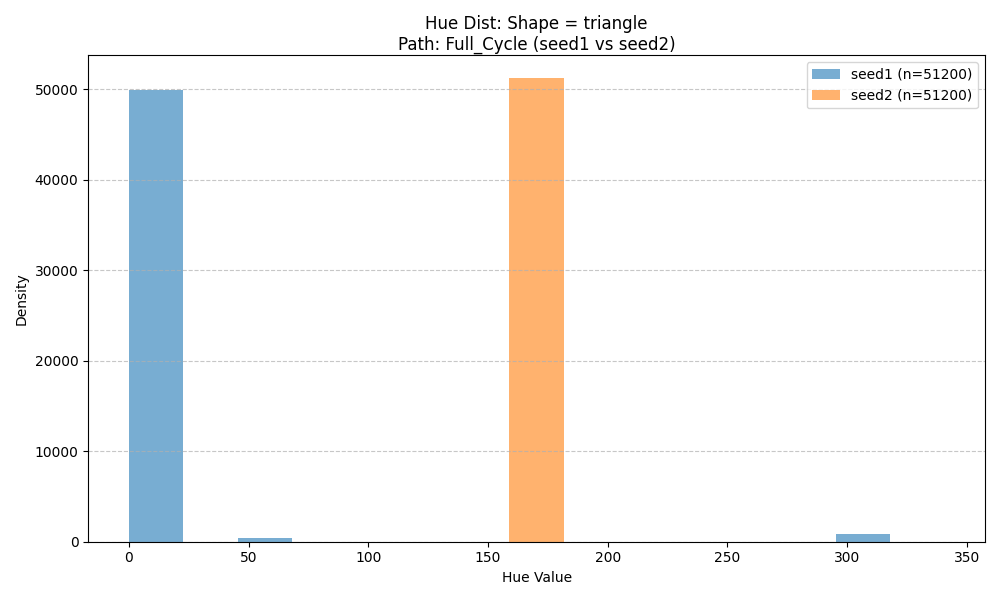 Hue Dist: Shape = triangle
Path: Full_Cycle (seed1 vs seed2)
seed1 (n=51200)
seed2 (n=51200)
Density
50000
40000
30000
20000
10000
0
0 50 100 150 200 250 300 350
Hue Value